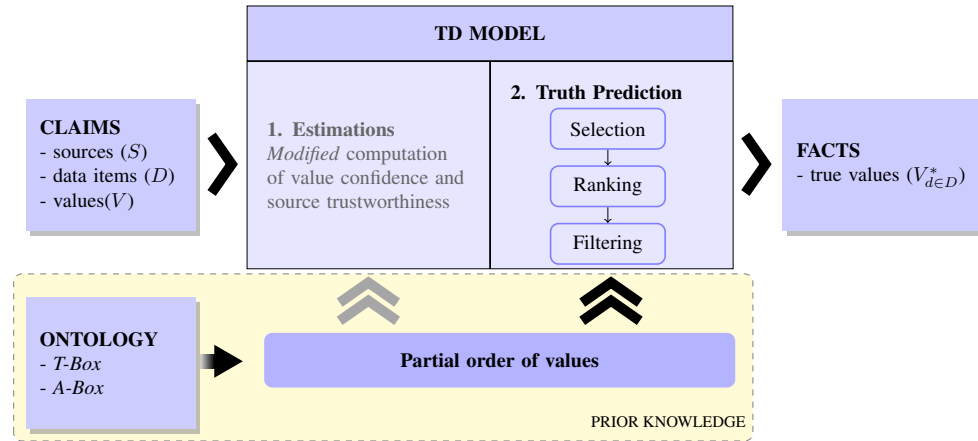 TD MODEL
CLAIMS
- sources (S)
- data items (D)
- values(V)
1. Estimations
Modified computation
of value confidence and
source trustworthiness
2. Truth Prediction
Selection
Ranking
Filtering
FACTS
- true values (V*d∈D)
ONTOLOGY
- T-Box
- A-Box
Partial order of values
PRIOR KNOWLEDGE